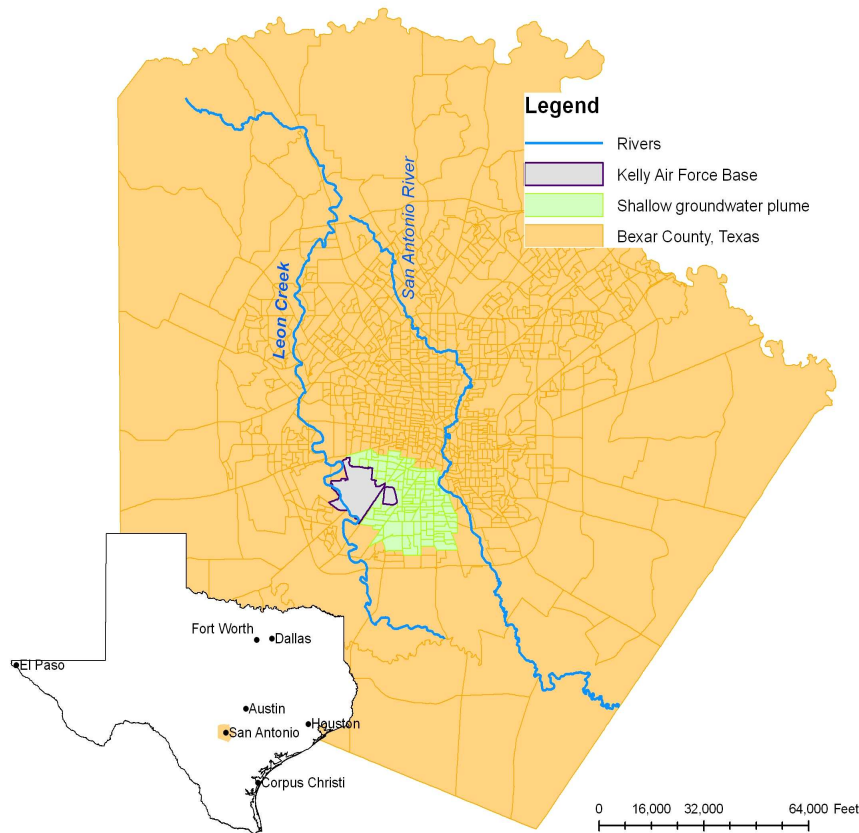 Legend
Rivers
Kelly Air Force Base
Shallow groundwater plume
Bexar County, Texas
San Antonio River
Leon Creek
Fort Worth
Dallas
El Paso
Austin
Houston
San Antonio
Corpus Christi
0 16,000 32,000 64,000 Feet